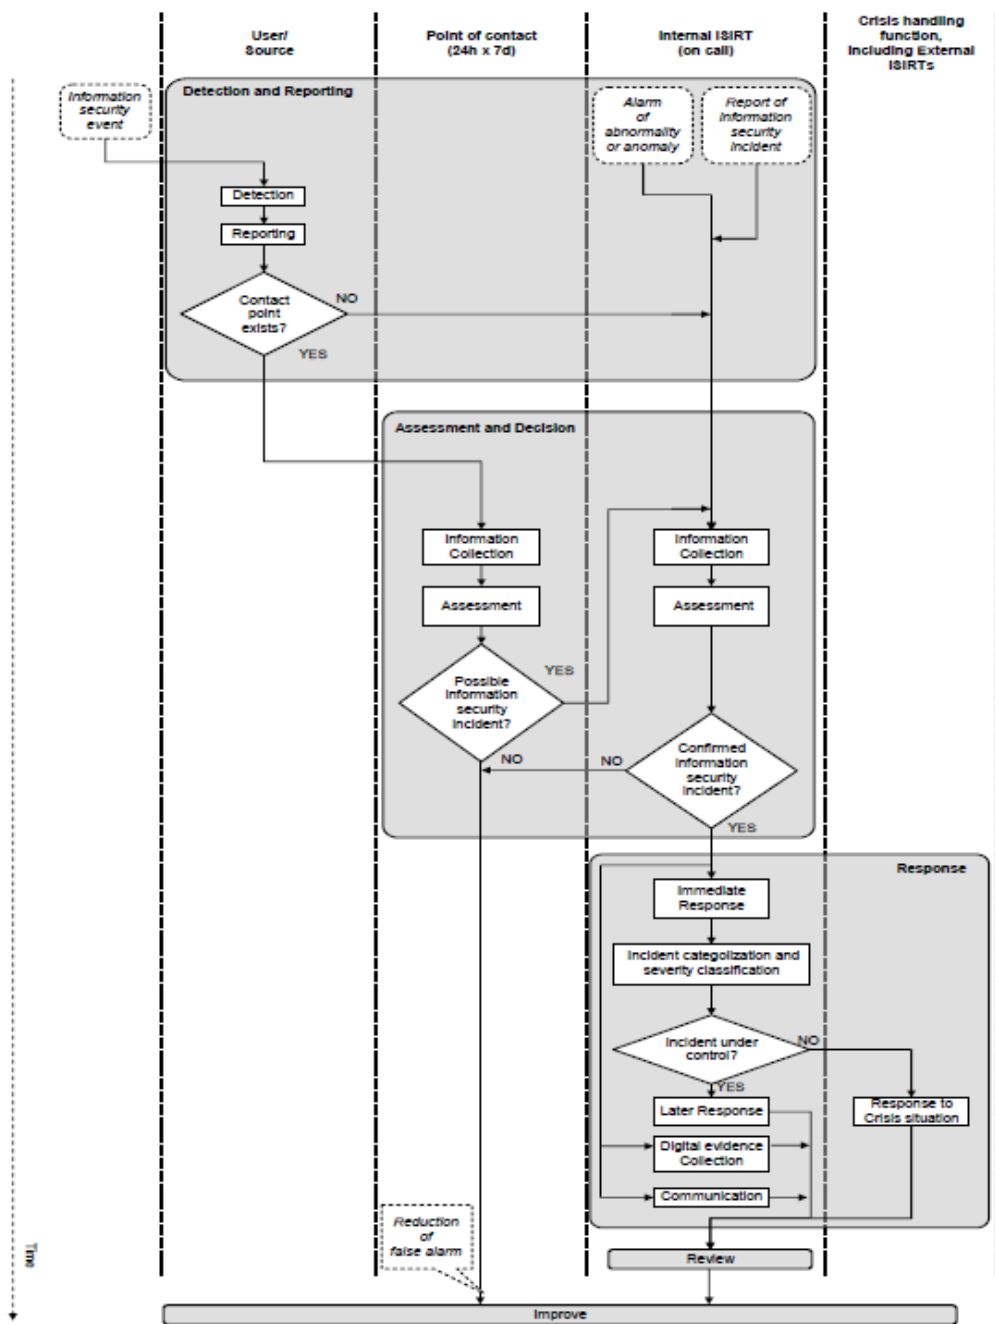 User/
Source
Point of contact
(24h x 7d)
Internal ISIRT
(on call)
Crisis handling
function,
Including External
ISIRTs
Information
security
event
Detection and Reporting
Alarm
of
abnormality
or anomaly
Report of
Information
security
Incident
Detection
Reporting
Contact
point
exists?
NO
YES
Assessment and Decision
Information
Collection
Information
Collection
Assessment
Assessment
Possible
Information
security
Incident?
YES
NO
Confirmed
Information
security
Incident?
NO
YES
Response
Immediate
Response
Incident categolization and
severity classification
Incident under
control?
NO
YES
Later Response
Response to
Crisis situation
Digital evidence
Collection
Communication
Reduction
of
false alarm
Review
Improve
Time